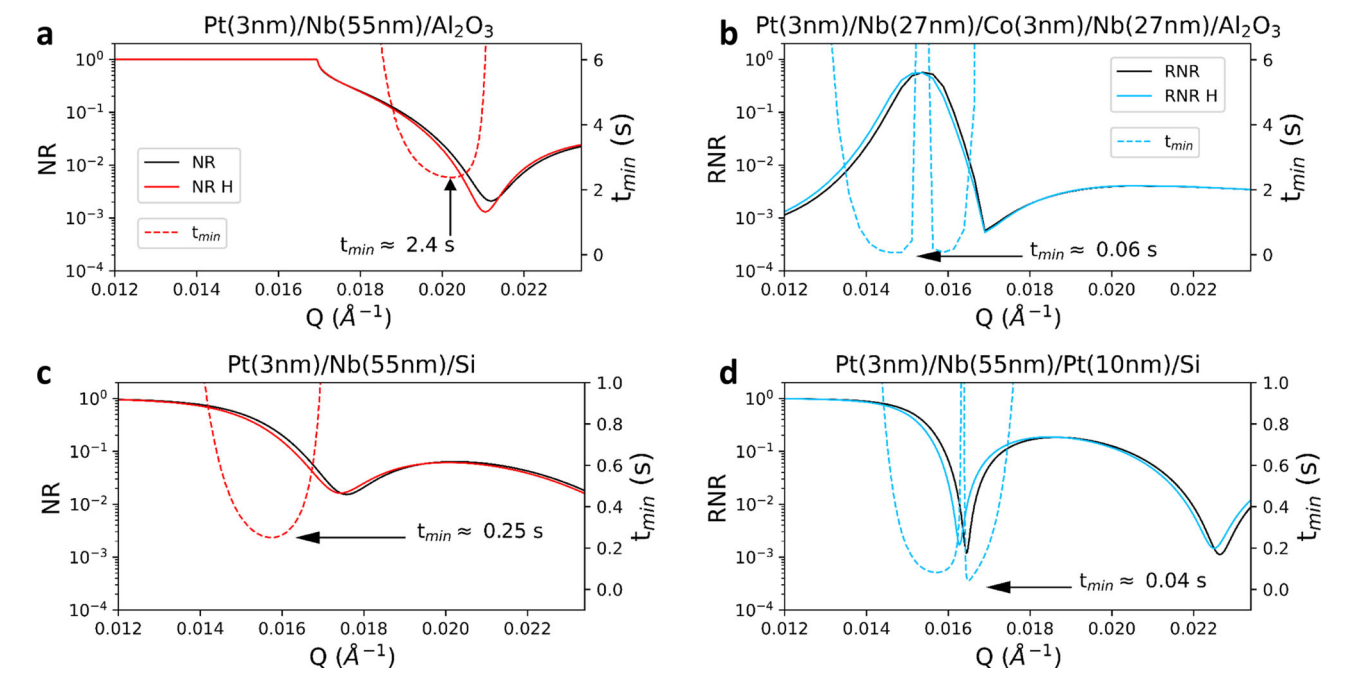 a
Pt(3nm)/Nb(55nm)/Al₂O₃
10⁰
10⁻¹
10⁻²
10⁻³
10⁻⁴
NR
NR
NR H
t_min
t_min ≈ 2.4 s
6
4
2
0
t_min (s)
0.012 0.014 0.016 0.018 0.020 0.022
Q (Å⁻¹)
b
Pt(3nm)/Nb(27nm)/Co(3nm)/Nb(27nm)/Al₂O₃
10⁰
10⁻¹
10⁻²
10⁻³
10⁻⁴
RNR
RNR
RNR H
t_min
t_min ≈ 0.06 s
6
4
2
0
t_min (s)
0.012 0.014 0.016 0.018 0.020 0.022
Q (Å⁻¹)
c
Pt(3nm)/Nb(55nm)/Si
10⁰
10⁻¹
10⁻²
10⁻³
10⁻⁴
NR
t_min ≈ 0.25 s
1.0
0.8
0.6
0.4
0.2
0.0
t_min (s)
0.012 0.014 0.016 0.018 0.020 0.022
Q (Å⁻¹)
d
Pt(3nm)/Nb(55nm)/Pt(10nm)/Si
10⁰
10⁻¹
10⁻²
10⁻³
10⁻⁴
RNR
t_min ≈ 0.04 s
1.0
0.8
0.6
0.4
0.2
0.0
t_min (s)
0.012 0.014 0.016 0.018 0.020 0.022
Q (Å⁻¹)